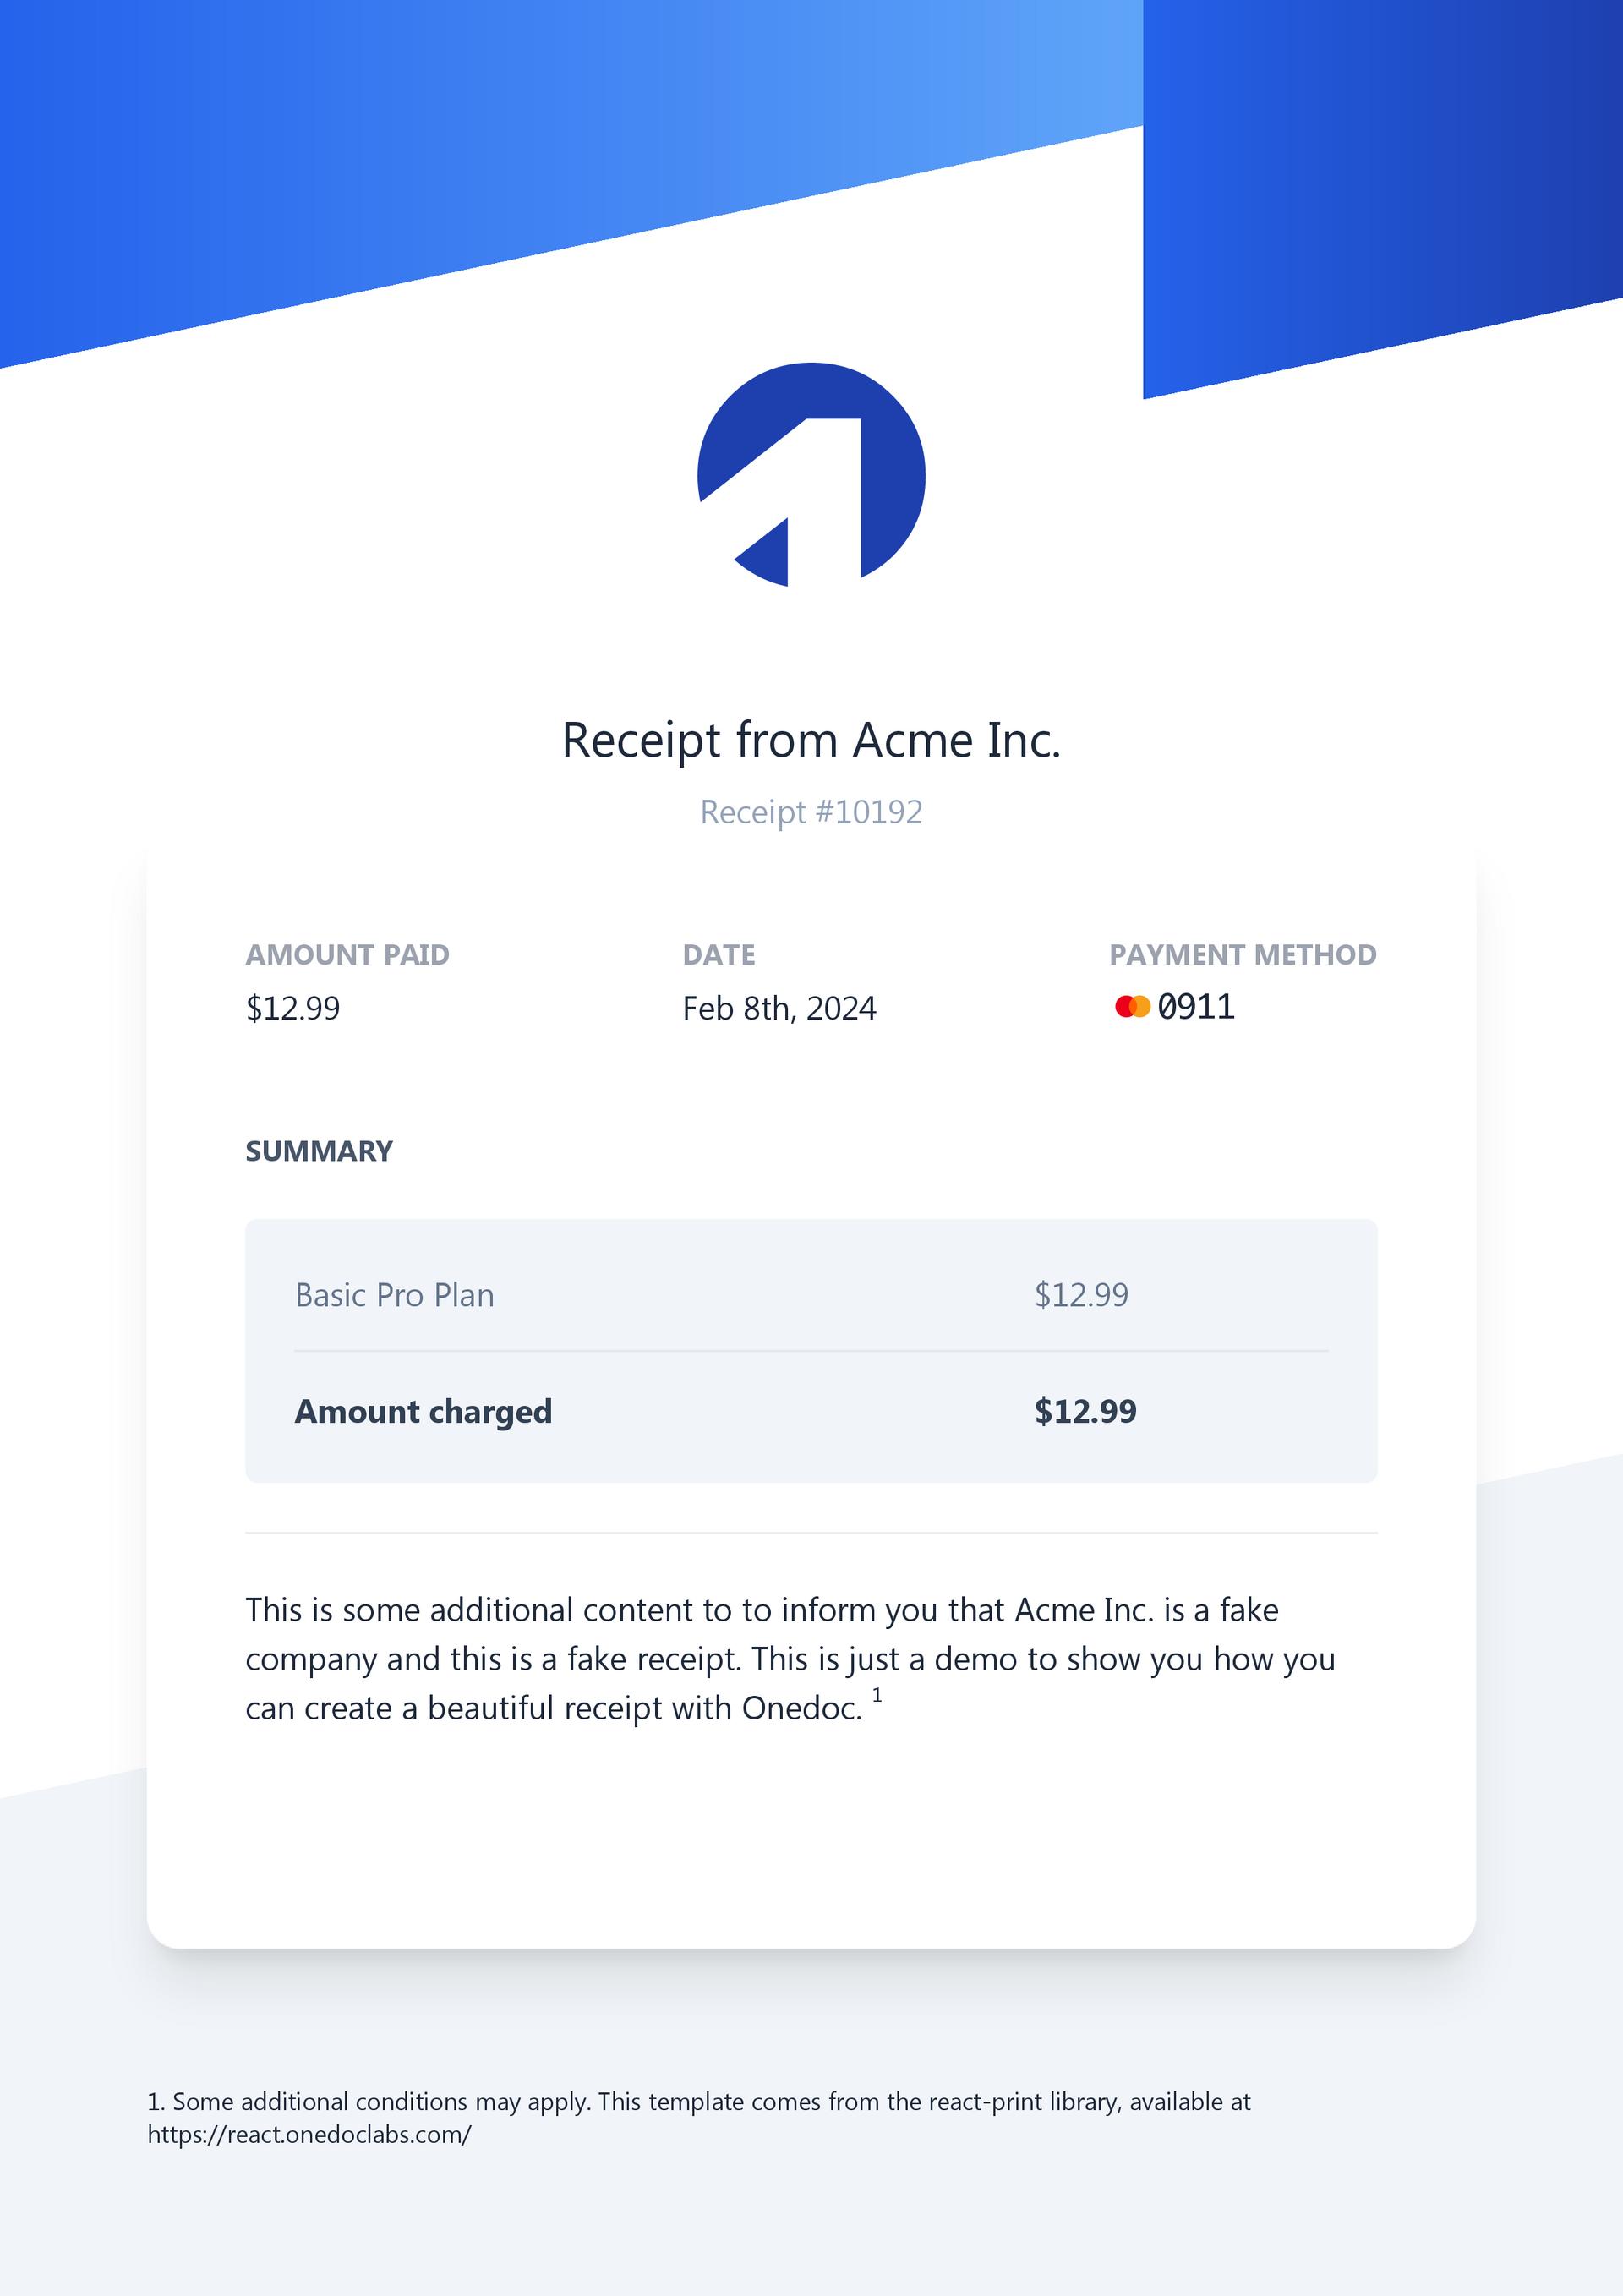 Receipt from Acme Inc.
Receipt #10192
AMOUNT PAID
$12.99
DATE
Feb 8th, 2024
PAYMENT METHOD
0911
SUMMARY
Basic Pro Plan $12.99
Amount charged $12.99
This is some additional content to to inform you that Acme Inc. is a fake
company and this is a fake receipt. This is just a demo to show you how you
can create a beautiful receipt with Onedoc. 1
1. Some additional conditions may apply. This template comes from the react-print library, available at
https://react.onedoclabs.com/